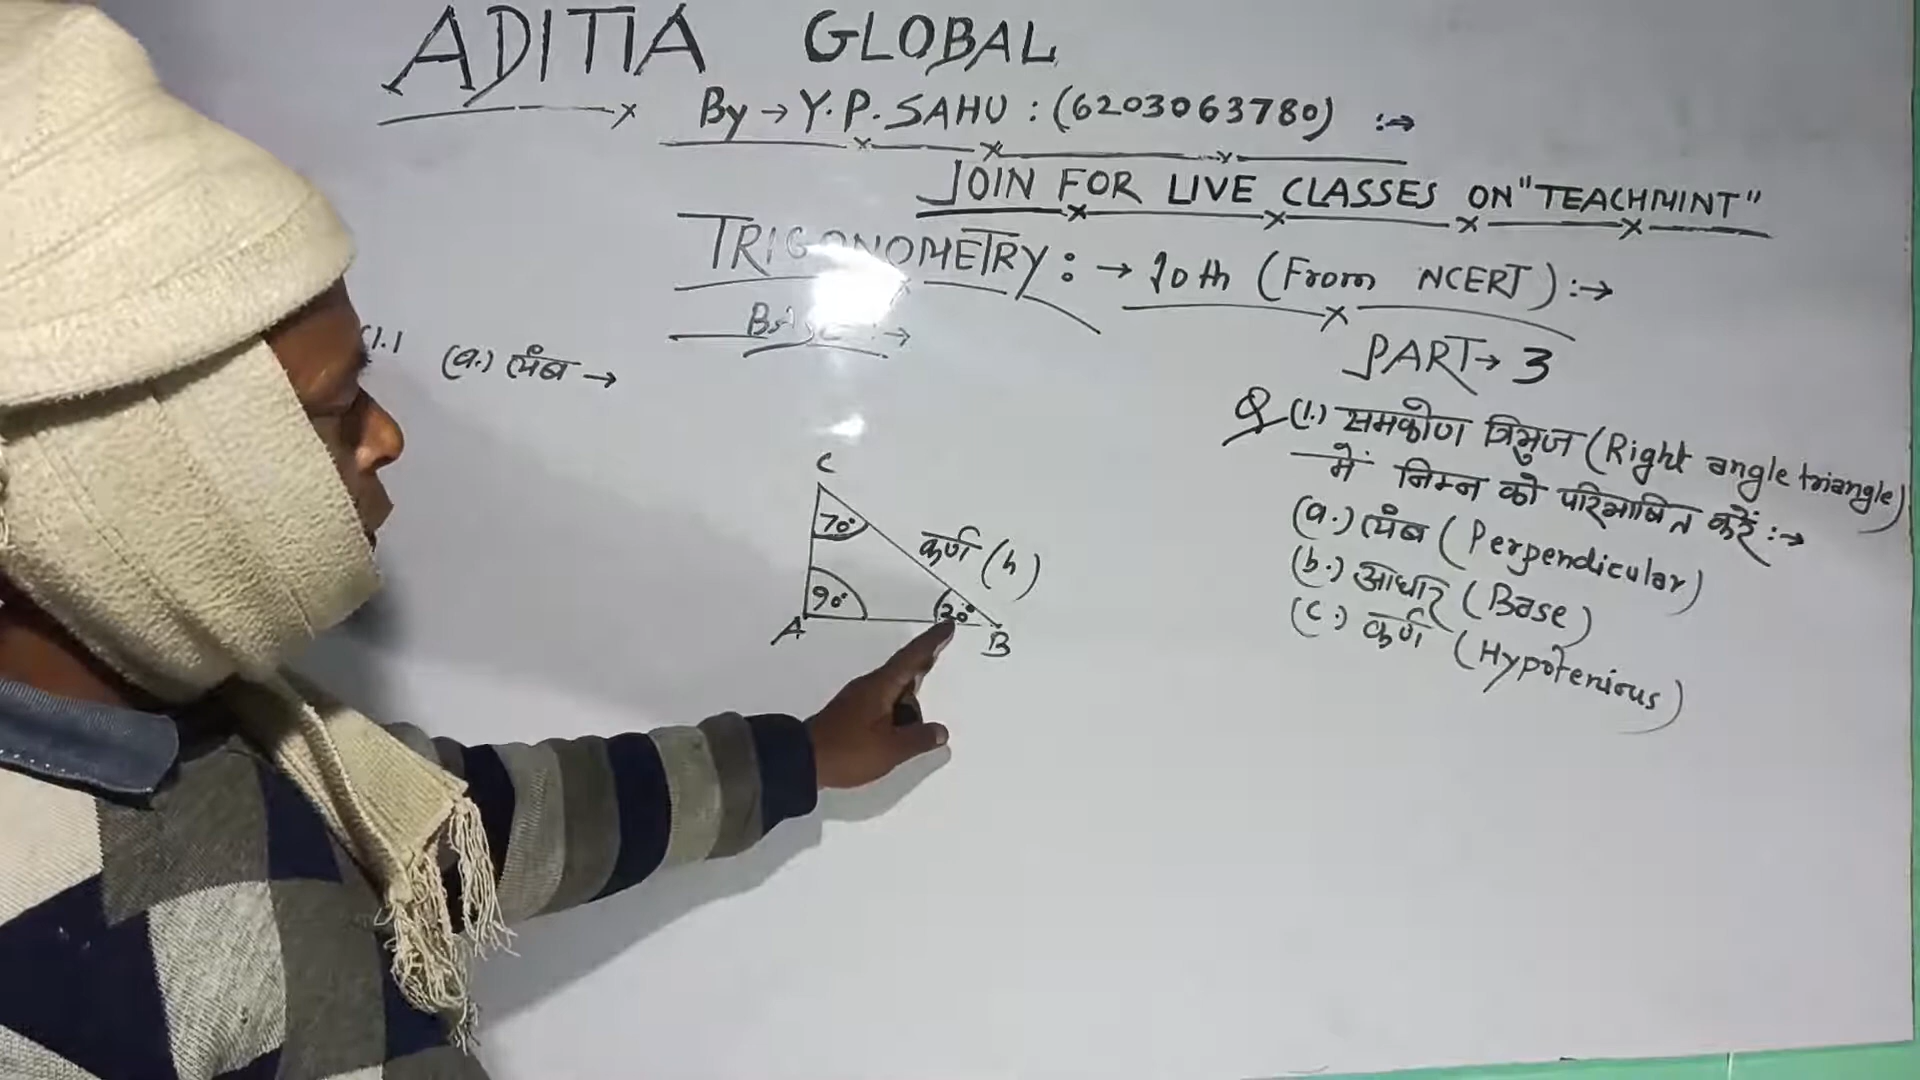 ADITIA GLOBAL
By → Y.P. SAHU : (6203063780) :→
JOIN FOR LIVE CLASSES ON "TEACHMINT"
TRIGONOMETRY : → 10th (From NCERT) :→
PART → 3
(a.) लंब →
Q (1.) समकोण त्रिभुज (Right angle triangle)
में निम्न को परिभाषित करें :→
(a.) लंब (Perpendicular)
(b.) आधार (Base)
(c.) कर्ण (Hypotenious)
C
70°
कर्ण (h)
90° 20°
A B